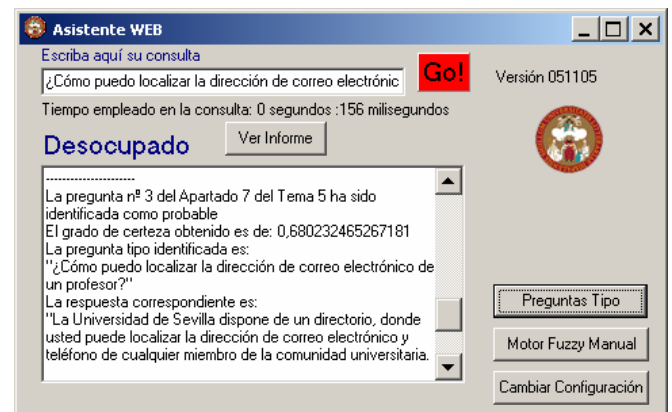 Asistente WEB
Escriba aquí su consulta
¿Cómo puedo localizar la dirección de correo electrónic
Go!
Versión 051105
Tiempo empleado en la consulta: 0 segundos :156 milisegundos
Desocupado
Ver Informe
----------------------
La pregunta nº 3 del Apartado 7 del Tema 5 ha sido
identificada como probable
El grado de certeza obtenido es de: 0,680232465267181
La pregunta tipo identificada es:
"¿Cómo puedo localizar la dirección de correo electrónico de
un profesor?"
La respuesta correspondiente es:
"La Universidad de Sevilla dispone de un directorio, donde
usted puede localizar la dirección de correo electrónico y
teléfono de cualquier miembro de la comunidad universitaria.
Preguntas Tipo
Motor Fuzzy Manual
Cambiar Configuración